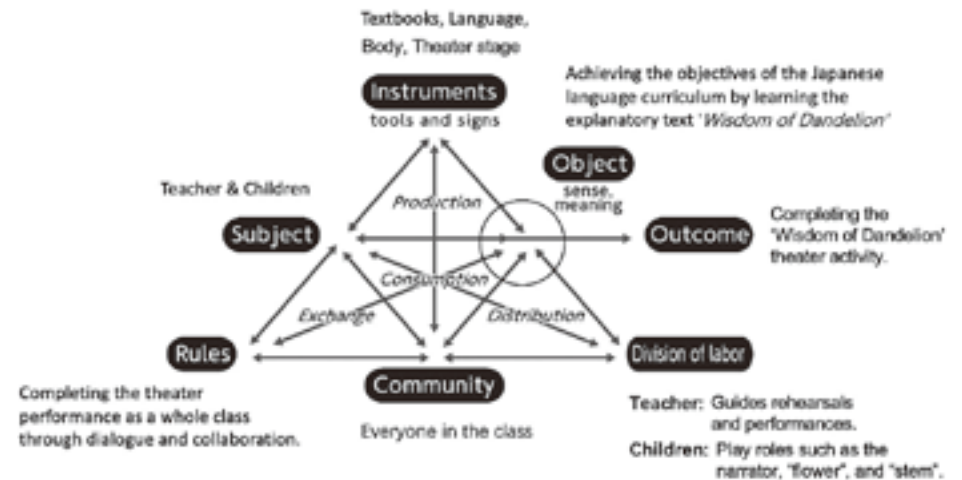 Textbooks, Language,
Body, Theater stage
Instruments
tools and signs
Achieving the objectives of the Japanese
language curriculum by learning the
explanatory text 'Wisdom of Dandelion'
Object
sense,
meaning
Teacher & Children
Subject
Production
Outcome
Completing the
'Wisdom of Dandelion'
theater activity.
Consumption
Exchange
Distribution
Rules
Completing the theater
performance as a whole class
through dialogue and collaboration.
Community
Everyone in the class
Division of labor
Teacher: Guides rehearsals
and performances.
Children: Play roles such as the
narrator, "flower", and "stem".